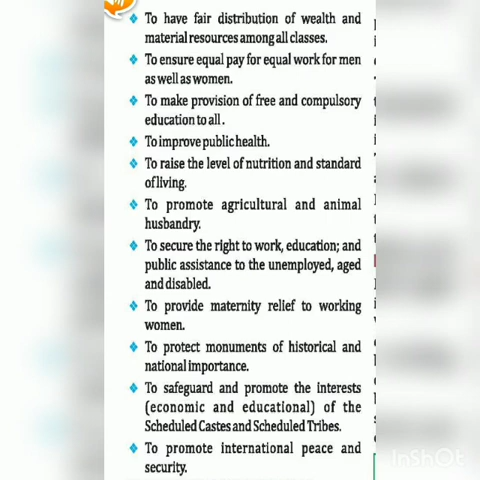 To have fair distribution of wealth and
material resources among all classes.
To ensure equal pay for equal work for men
as well as women.
To make provision of free and compulsory
education to all .
To improve public health.
To raise the level of nutrition and standard
of living.
To promote agricultural and animal
husbandry.
To secure the right to work, education; and
public assistance to the unemployed, aged
and disabled.
To provide maternity relief to working
women.
To protect monuments of historical and
national importance.
To safeguard and promote the interests
(economic and educational) of the
Scheduled Castes and Scheduled Tribes.
To promote international peace and
security.
InShOt